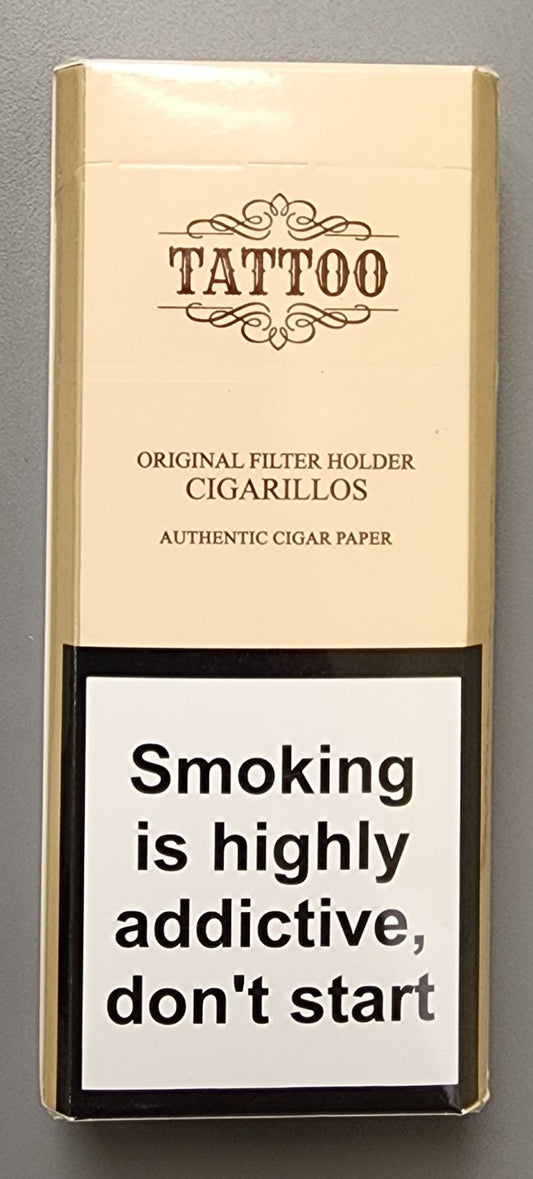 TATTOO
ORIGINAL FILTER HOLDER
CIGARILLOS
AUTHENTIC CIGAR PAPER
Smoking
is highly
addictive,
don't start